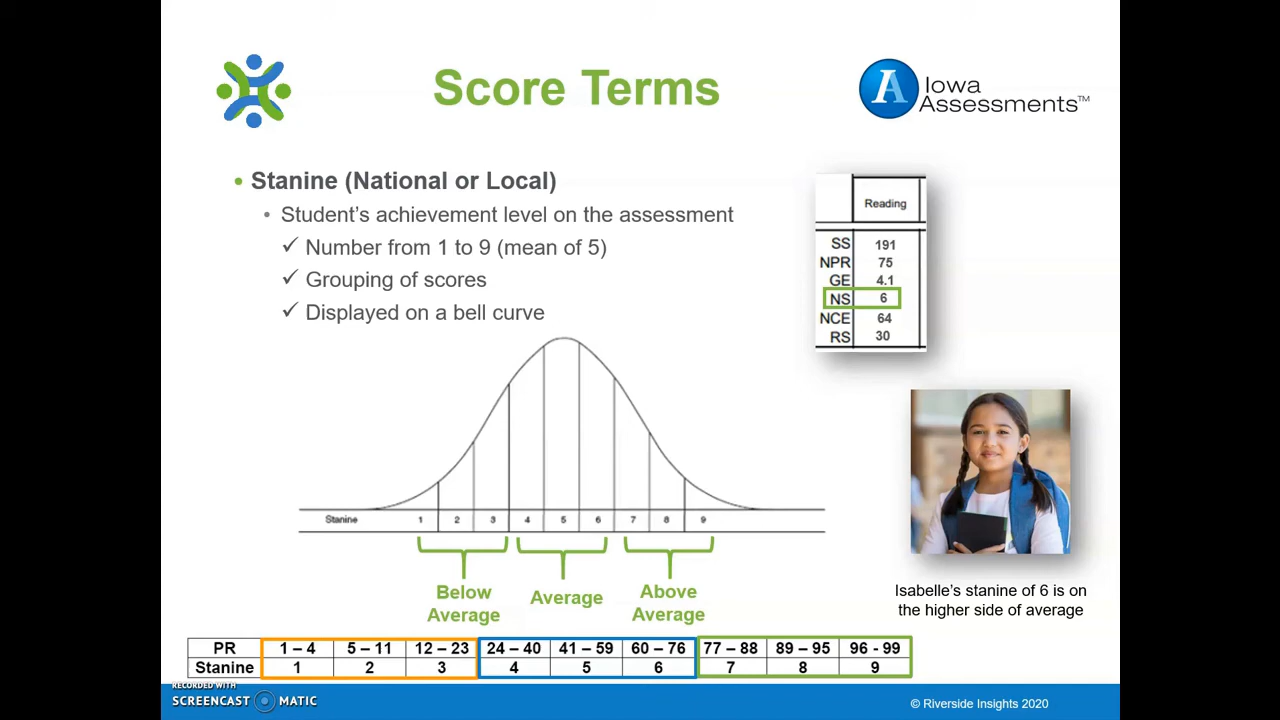 Score Terms
Iowa
Assessments™
• Stanine (National or Local)
• Student's achievement level on the assessment
✓ Number from 1 to 9 (mean of 5)
✓ Grouping of scores
✓ Displayed on a bell curve
Reading
SS 191
NPR 75
GE 4.1
NS 6
NCE 64
RS 30
Stanine 1 2 3 4 5 6 7 8 9
Below
Average
Average
Above
Average
Isabelle's stanine of 6 is on
the higher side of average
PR 1 – 4 5 – 11 12 – 23 24 – 40 41 – 59 60 – 76 77 – 88 89 – 95 96 - 99
Stanine 1 2 3 4 5 6 7 8 9
RECORDED WITH
SCREENCAST MATIC
© Riverside Insights 2020